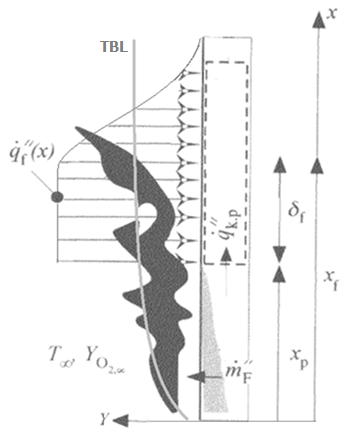 TBL
x
q̇″f(x)
q̇″k,p
δf
xf
T∞, YO2,∞
ṁ″F
xp
Y